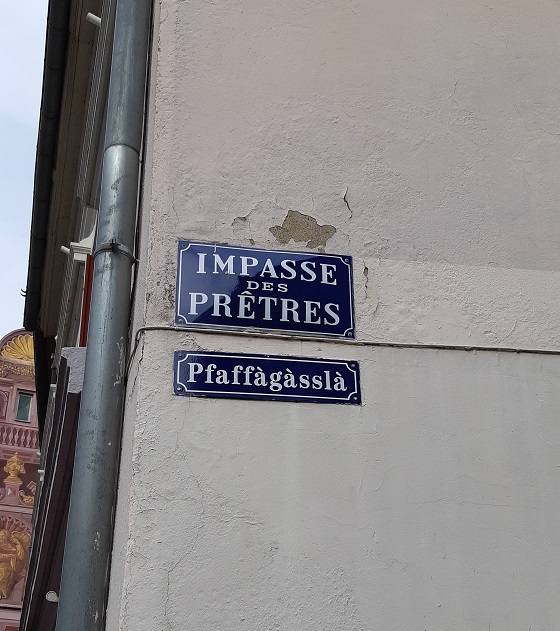 IMPASSE
DES
PRÊTRES
Pfaffàgàsslà